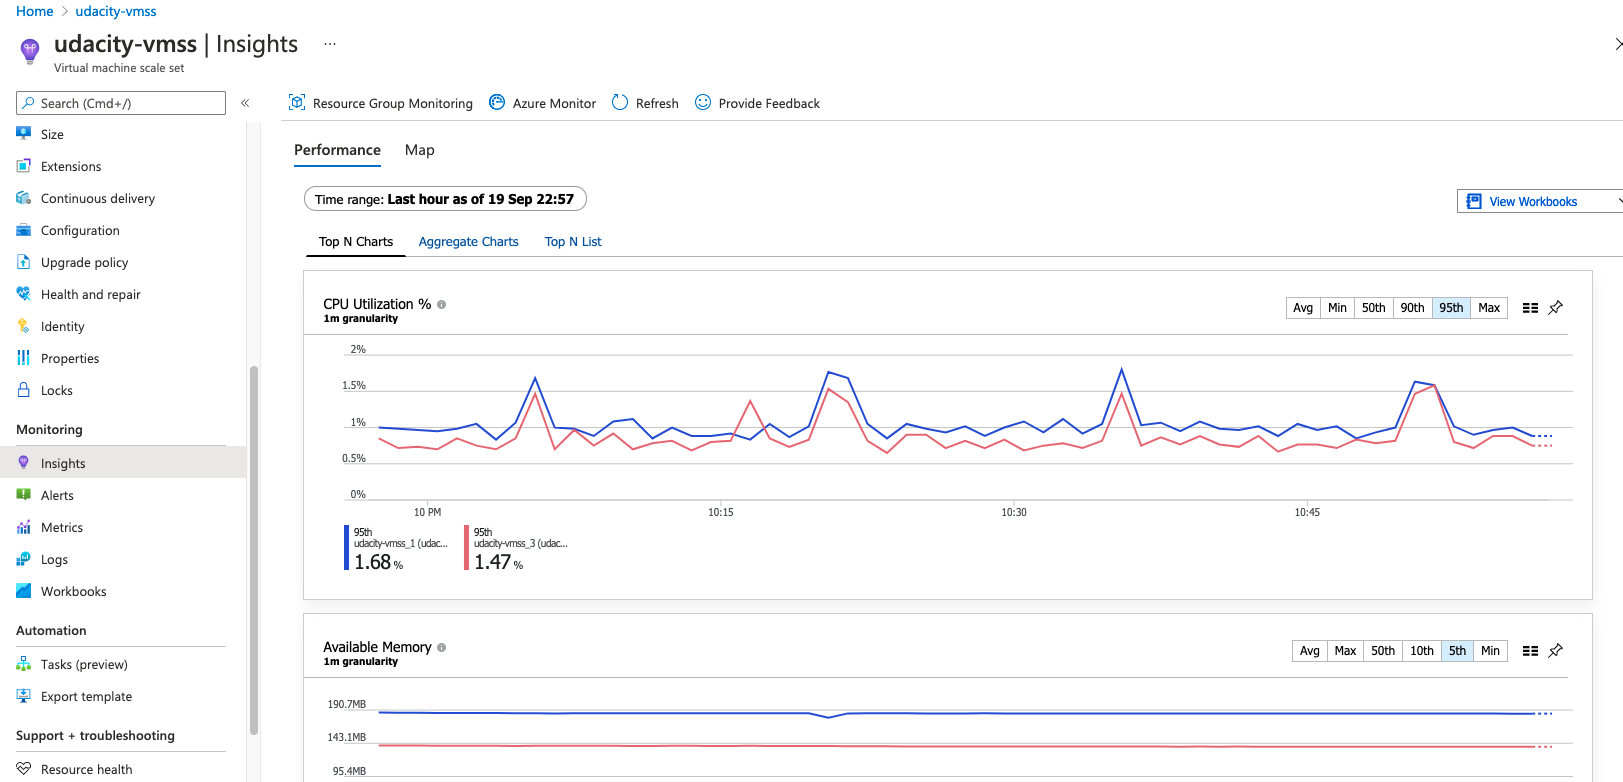 Home > udacity-vmss
udacity-vmss | Insights ...
Virtual machine scale set
Search (Cmd+/)
«
Size
Extensions
Continuous delivery
Configuration
Upgrade policy
Health and repair
Identity
Properties
Locks
Monitoring
Insights
Alerts
Metrics
Logs
Workbooks
Automation
Tasks (preview)
Export template
Support + troubleshooting
Resource health
Resource Group Monitoring Azure Monitor Refresh Provide Feedback
Performance Map
Time range: Last hour as of 19 Sep 22:57
View Workbooks
Top N Charts Aggregate Charts Top N List
CPU Utilization %
1m granularity
Avg Min 50th 90th 95th Max
2%
1.5%
1%
0.5%
0%
10 PM 10:15 10:30 10:45
95th
udacity-vmss_1 (udac...
1.68 %
95th
udacity-vmss_3 (udac...
1.47 %
Available Memory
1m granularity
Avg Max 50th 10th 5th Min
190.7MB
143.1MB
95.4MB